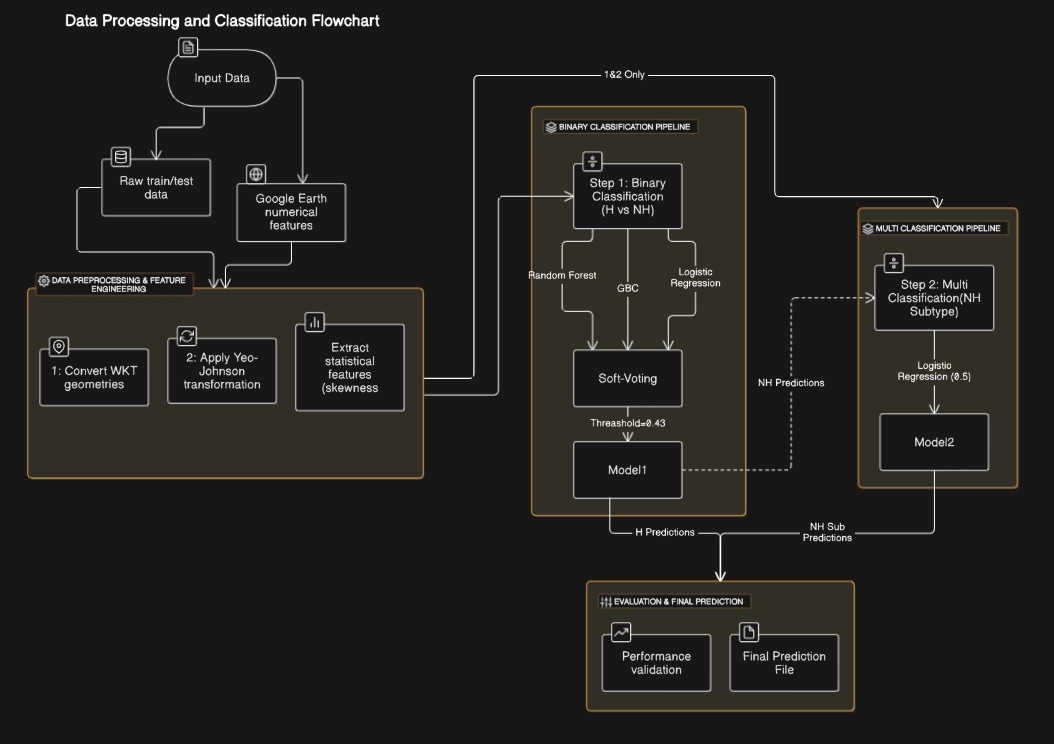 Data Processing and Classification Flowchart
Input Data
1&2 Only
BINARY CLASSIFICATION PIPELINE
Raw train/test
data
Google Earth
numerical
features
Step 1: Binary
Classification
(H vs NH)
MULTI CLASSIFICATION PIPELINE
DATA PREPROCESSING & FEATURE
ENGINEERING
Random Forest
GBC
Logistic
Regression
Step 2: Multi
Classification(NH
Subtype)
1: Convert WKT
geometries
2: Apply Yeo-
Johnson
transformation
Extract
statistical
features
(skewness
Soft-Voting
NH Predictions
Logistic
Regression (0.5)
Threashold=0.43
Model1
Model2
H Predictions
NH Sub
Predictions
EVALUATION & FINAL PREDICTION
Performance
validation
Final Prediction
File